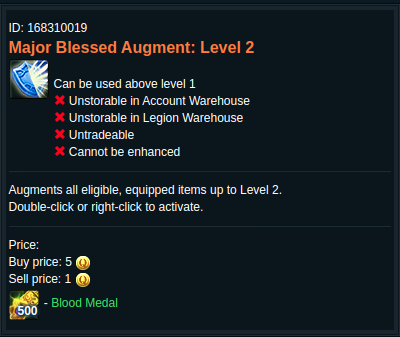 ID: 168310019
Major Blessed Augment: Level 2
Can be used above level 1
Unstorable in Account Warehouse
Unstorable in Legion Warehouse
Untradeable
Cannot be enhanced
Augments all eligible, equipped items up to Level 2.
Double-click or right-click to activate.
Price:
Buy price: 5
Sell price: 1
500 - Blood Medal